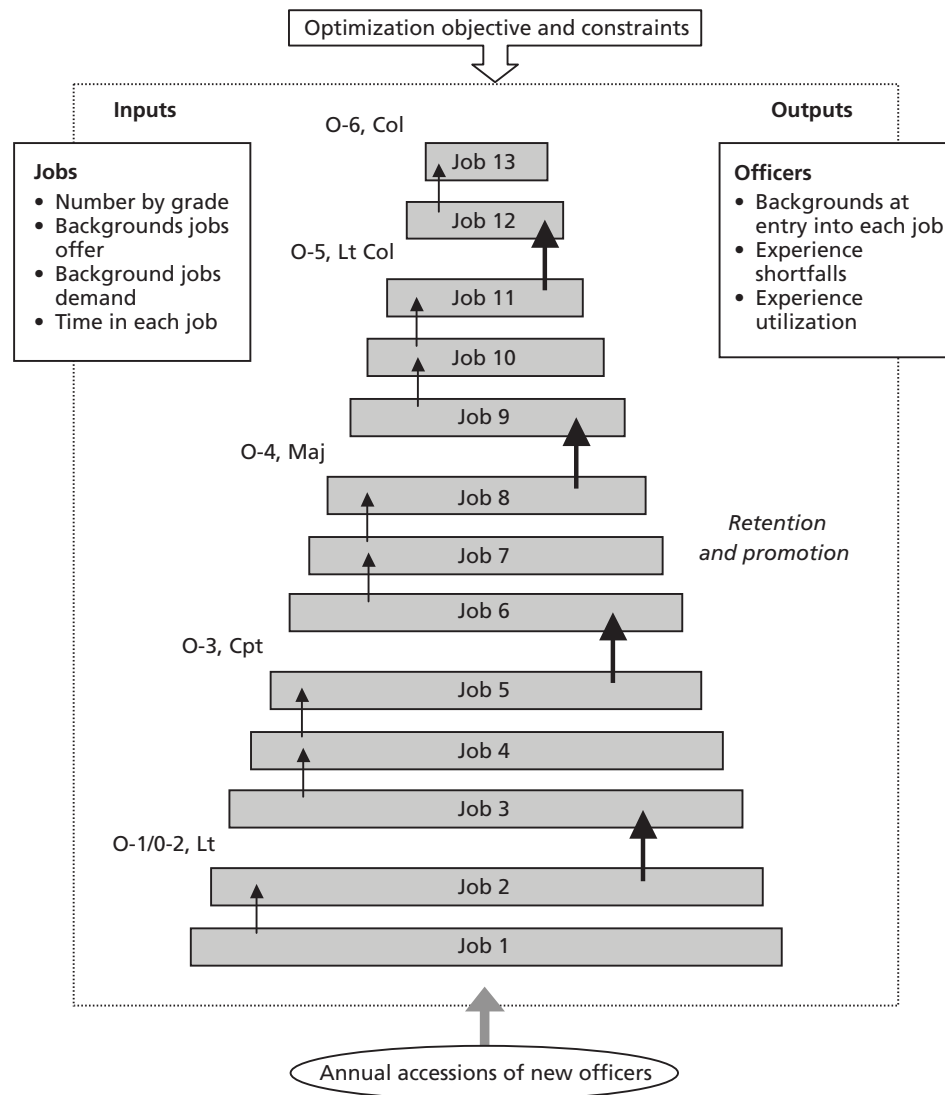 Optimization objective and constraints
Inputs
Outputs
Jobs
• Number by grade
• Backgrounds jobs
offer
• Background jobs
demand
• Time in each job
Officers
• Backgrounds at
entry into each job
• Experience
shortfalls
• Experience
utilization
O-6, Col
Job 13
Job 12
O-5, Lt Col
Job 11
Job 10
Job 9
O-4, Maj
Job 8
Job 7
Retention
and promotion
Job 6
O-3, Cpt
Job 5
Job 4
Job 3
O-1/0-2, Lt
Job 2
Job 1
Annual accessions of new officers